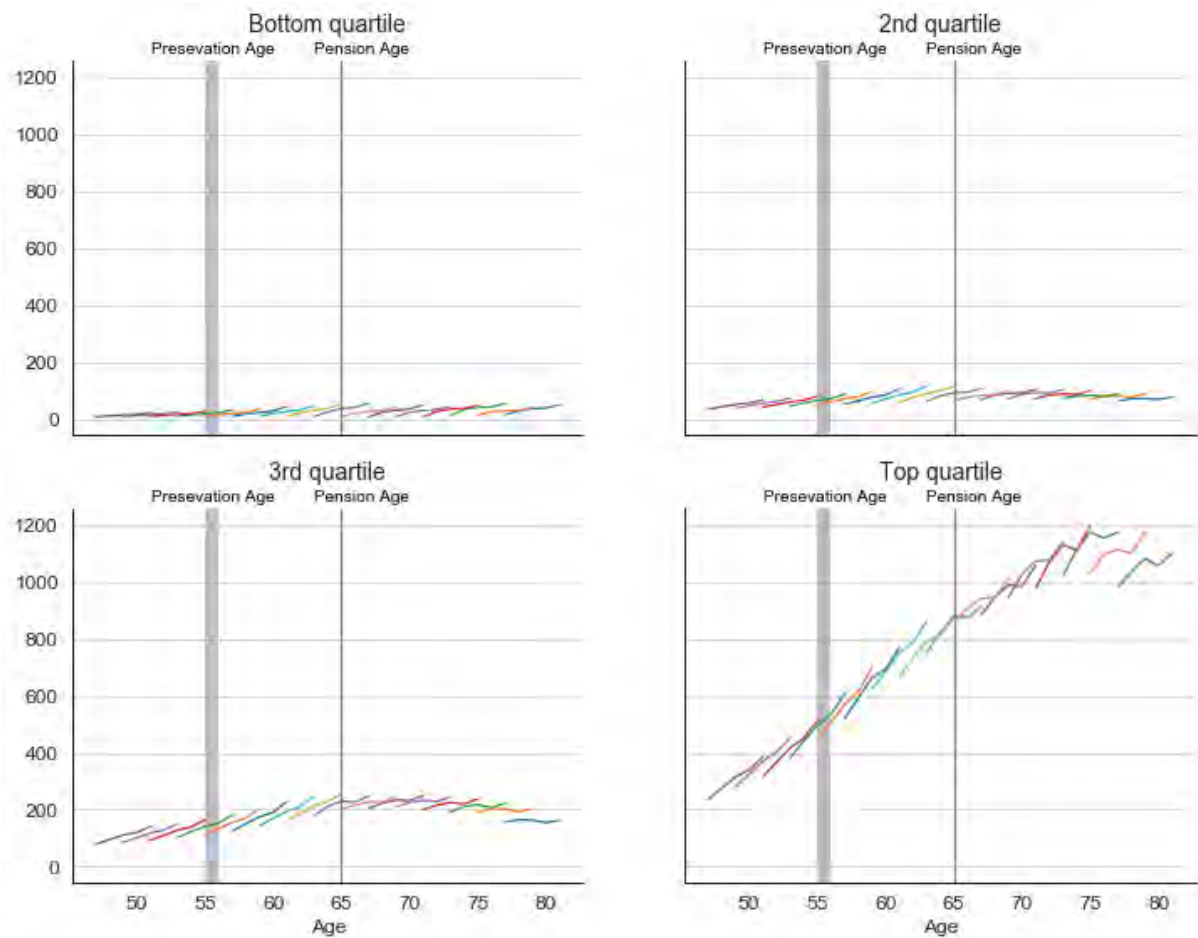 Bottom quartile
Presevation Age Pension Age
1200
1000
800
600
400
200
0
2nd quartile
Presevation Age Pension Age
3rd quartile
Presevation Age Pension Age
1200
1000
800
600
400
200
0
50 55 60 65 70 75 80
Age
Top quartile
Presevation Age Pension Age
50 55 60 65 70 75 80
Age